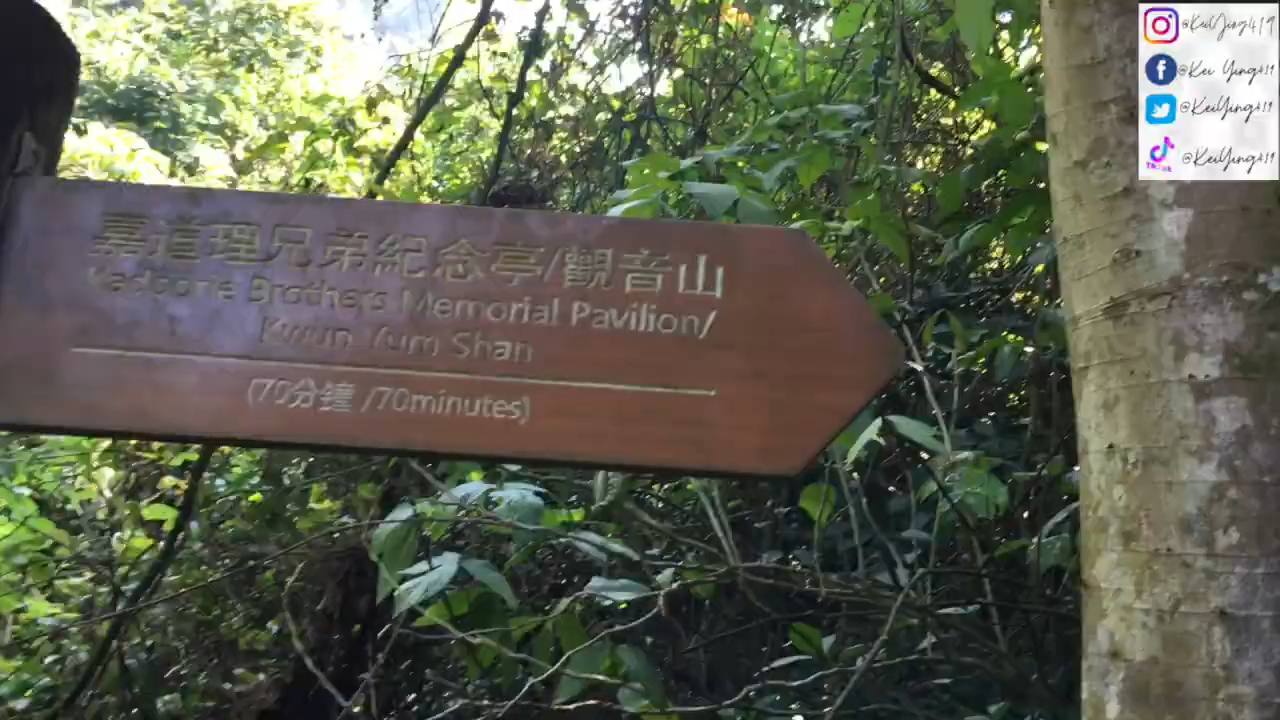 嘉道理兄弟紀念亭/觀音山
Kadoorie Brothers Memorial Pavilion/
Kwun Yum Shan
(70分鐘 /70minutes)
@KeiYing419
@Kei Ying419
@KeiYing419
@KeiYing419
TikTok